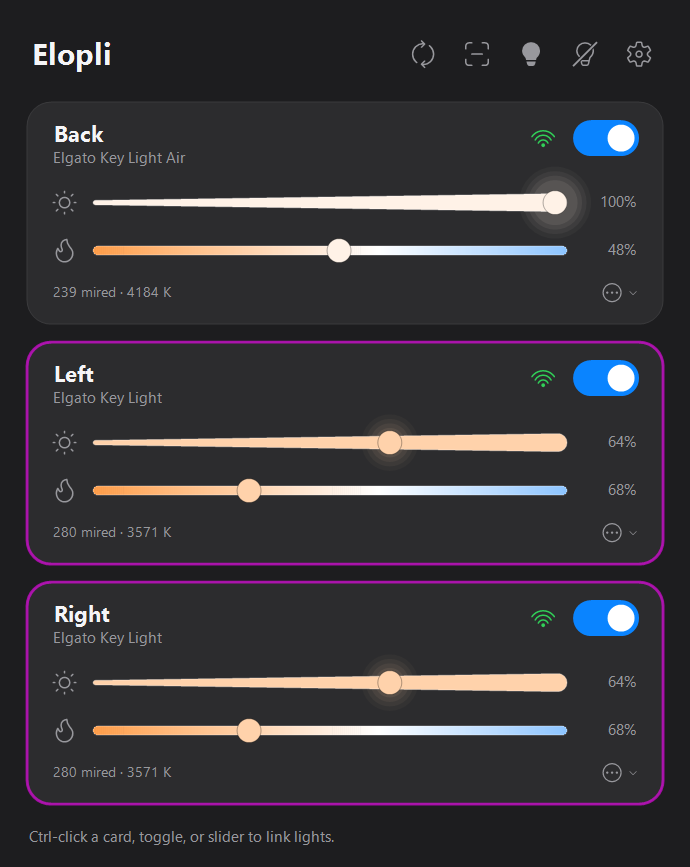 Elopli
Back
Elgato Key Light Air
100%
48%
239 mired · 4184 K
Left
Elgato Key Light
64%
68%
280 mired · 3571 K
Right
Elgato Key Light
64%
68%
280 mired · 3571 K
Ctrl-click a card, toggle, or slider to link lights.